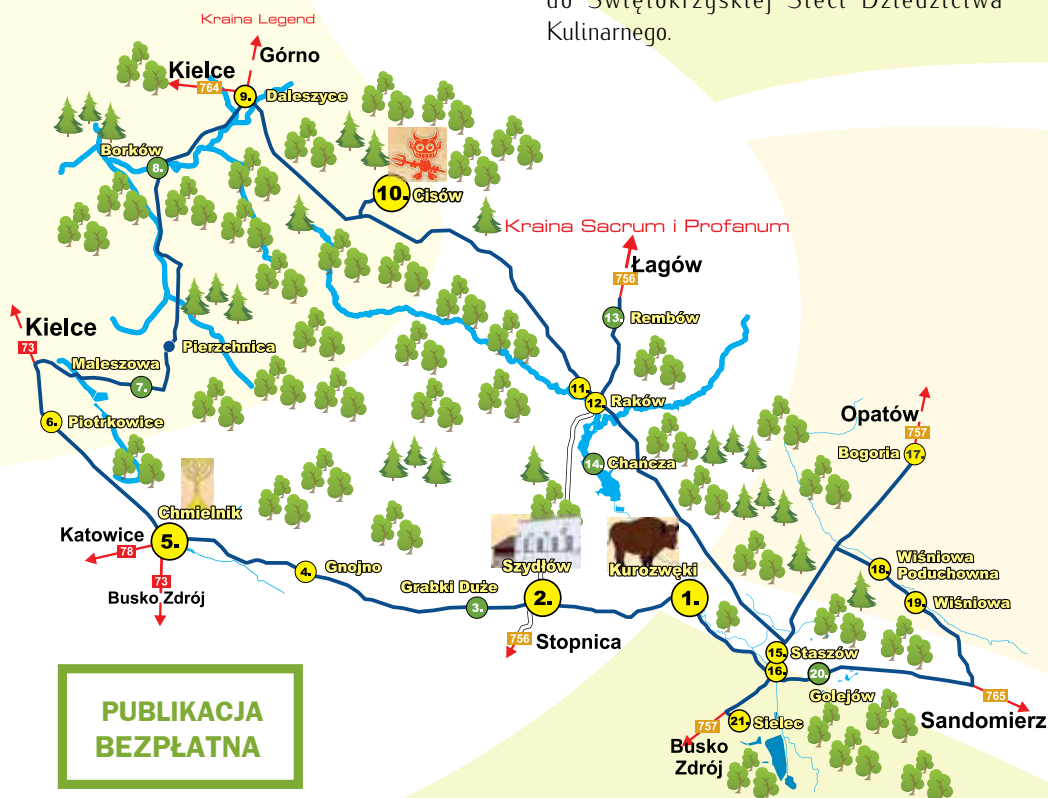 do Świętokrzyskiej Sieci Dziedzictwa
Kulinarnego.
Kraina Legend
Górno
Kielce
764
9. Daleszyce
Borków
8.
10. Cisów
Kraina Sacrum i Profanum
Łagów
756
13. Rembów
Kielce
73
Pierzchnica
Maleszowa
7.
11.
12. Raków
6. Piotrkowice
Opatów
757
Bogoria 17.
14. Chańcza
Chmielnik
5.
Katowice
78
73
Busko Zdrój
4. Gnojno
Grabki Duże
3.
Szydłów
2.
756
Stopnica
Kurozwęki
1.
18. Wiśniowa
Poduchowna
19. Wiśniowa
15. Staszów
16.
20.
Golejów
765
Sandomierz
757
21. Sielec
Busko
Zdrój
PUBLIKACJA
BEZPŁATNA